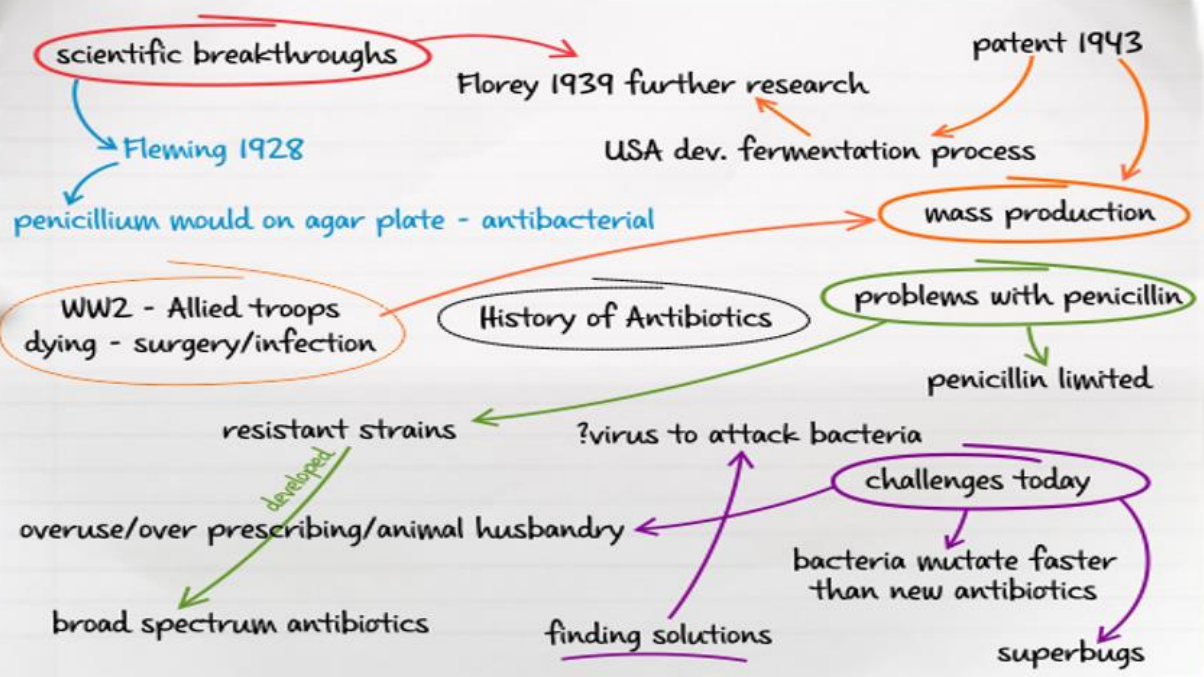 scientific breakthroughs
patent 1943
Florey 1939 further research
Fleming 1928
USA dev. fermentation process
penicillium mould on agar plate - antibacterial
mass production
WW2 - Allied troops
dying - surgery/infection
History of Antibiotics
problems with penicillin
penicillin limited
resistant strains
?virus to attack bacteria
developed
challenges today
overuse/over prescribing/animal husbandry
bacteria mutate faster
than new antibiotics
broad spectrum antibiotics
finding solutions
superbugs